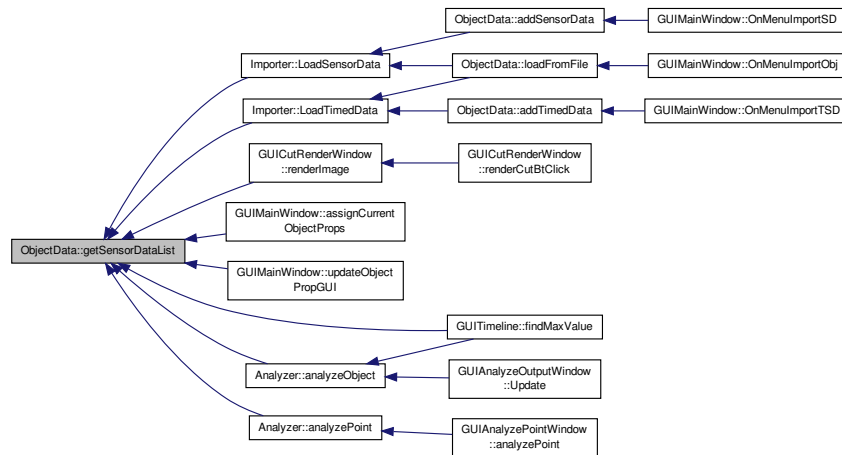 ObjectData::addSensorData
GUIMainWindow::OnMenuImportSD
Importer::LoadSensorData
ObjectData::loadFromFile
GUIMainWindow::OnMenuImportObj
Importer::LoadTimedData
ObjectData::addTimedData
GUIMainWindow::OnMenuImportTSD
GUICutRenderWindow
::renderImage
GUICutRenderWindow
::renderCutBtClick
GUIMainWindow::assignCurrent
ObjectProps
ObjectData::getSensorDataList
GUIMainWindow::updateObject
PropGUI
GUITimeline::findMaxValue
Analyzer::analyzeObject
GUIAnalyzeOutputWindow
::Update
Analyzer::analyzePoint
GUIAnalyzePointWindow
::analyzePoint